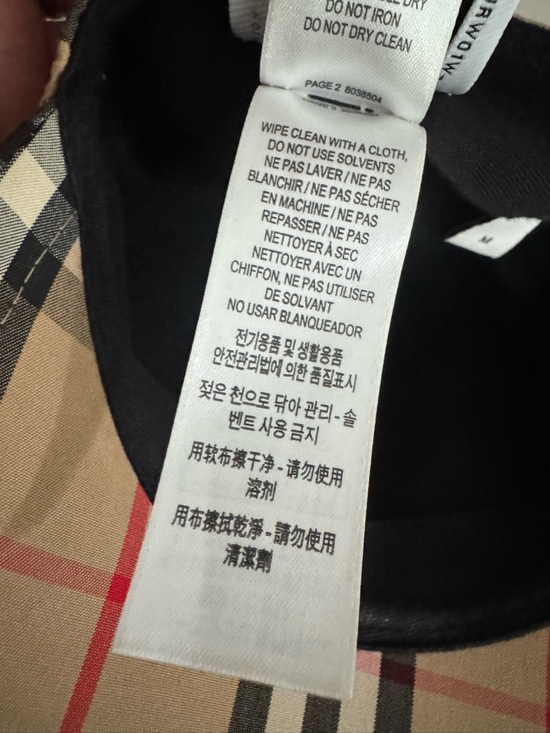 DO NOT IRON
DO NOT DRY CLEAN
PAGE 2 8038504
WIPE CLEAN WITH A CLOTH,
DO NOT USE SOLVENTS
NE PAS LAVER / NE PAS
BLANCHIR / NE PAS SÉCHER
EN MACHINE / NE PAS
REPASSER / NE PAS
NETTOYER À SEC
NETTOYER AVEC UN
CHIFFON, NE PAS UTILISER
DE SOLVANT
NO USAR BLANQUEADOR
전기용품 및 생활용품
안전관리법에 의한 품질표시
젖은 천으로 닦아 관리 - 솔
벤트 사용 금지
用软布擦干净 - 请勿使用
溶剂
用布擦拭乾淨 - 請勿使用
清潔劑
M